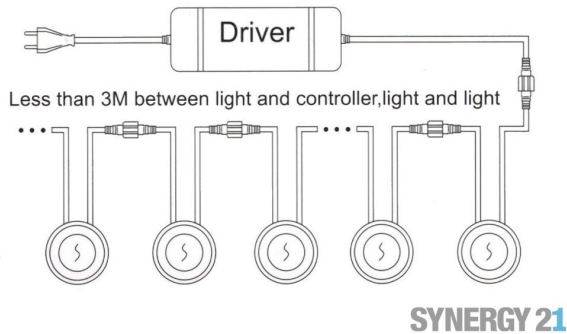 Driver
Less than 3M between light and controller,light and light
SYNERGY 21